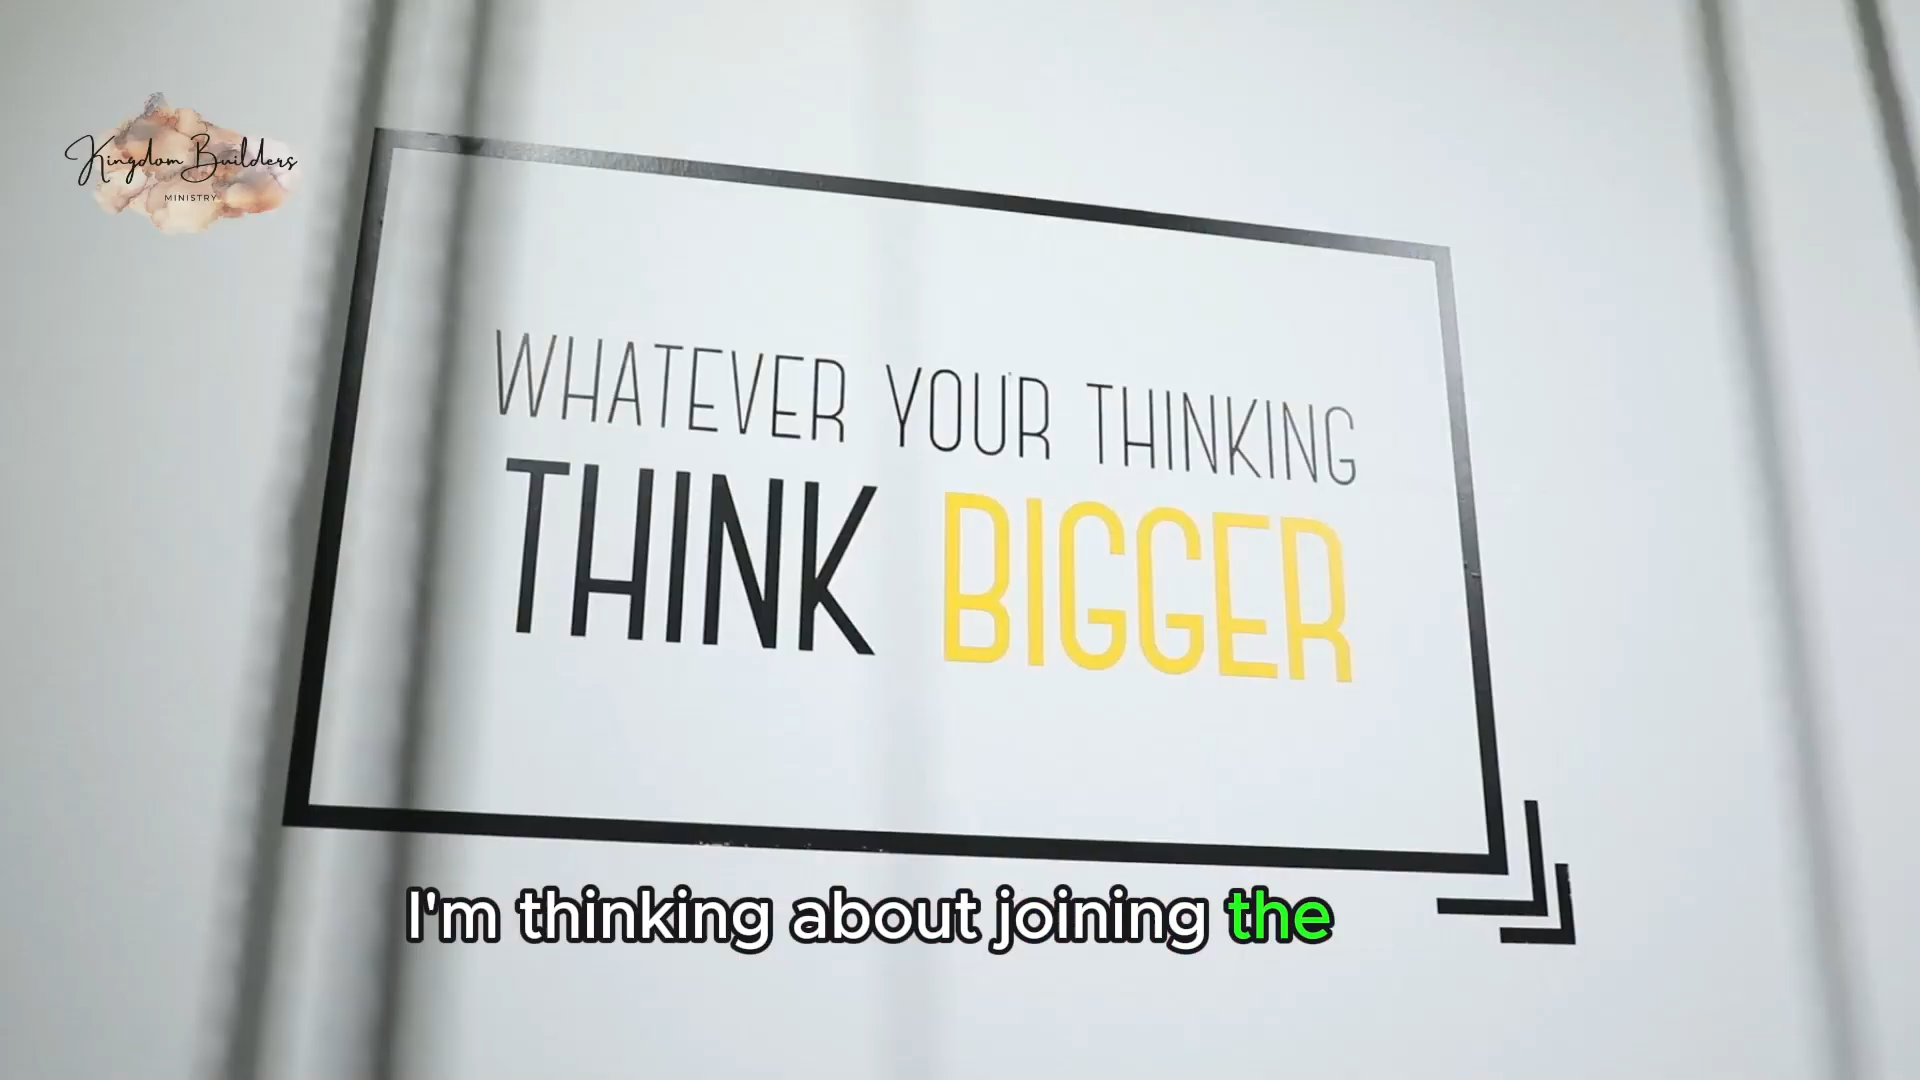 Kingdom Builders
MINISTRY
WHATEVER YOUR THINKING
THINK BIGGER
I'm thinking about joining the